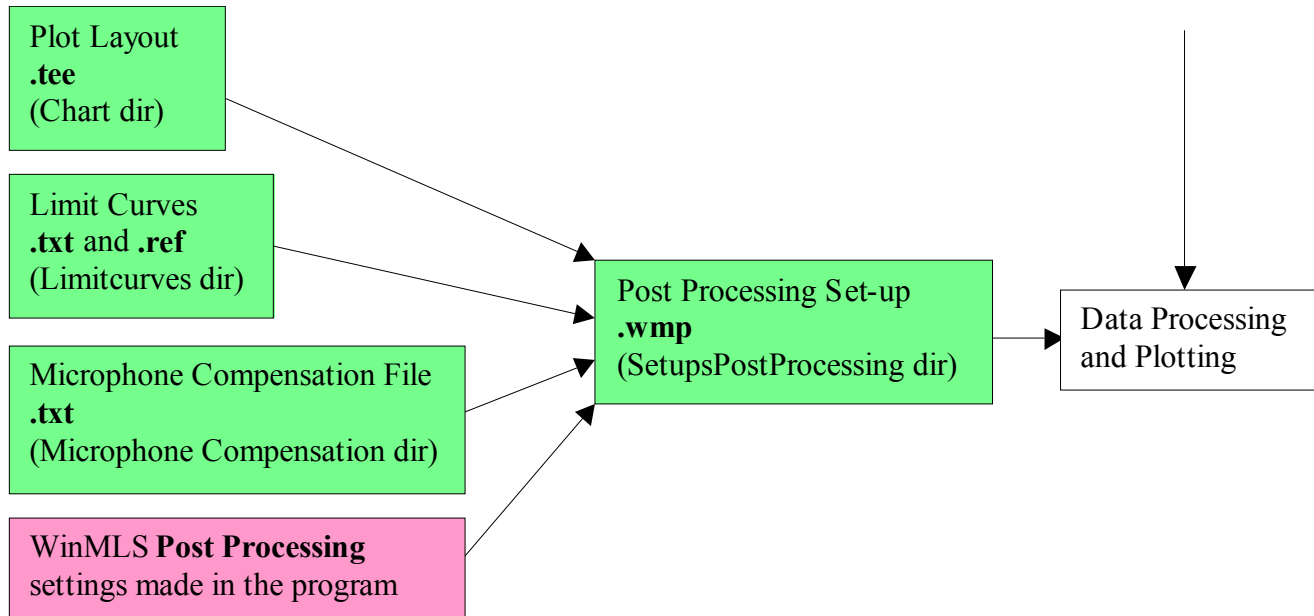 Plot Layout
.tee
(Chart dir)
Limit Curves
.txt and .ref
(Limitcurves dir)
Microphone Compensation File
.txt
(Microphone Compensation dir)
WinMLS Post Processing
settings made in the program
Post Processing Set-up
.wmp
(SetupsPostProcessing dir)
Data Processing
and Plotting